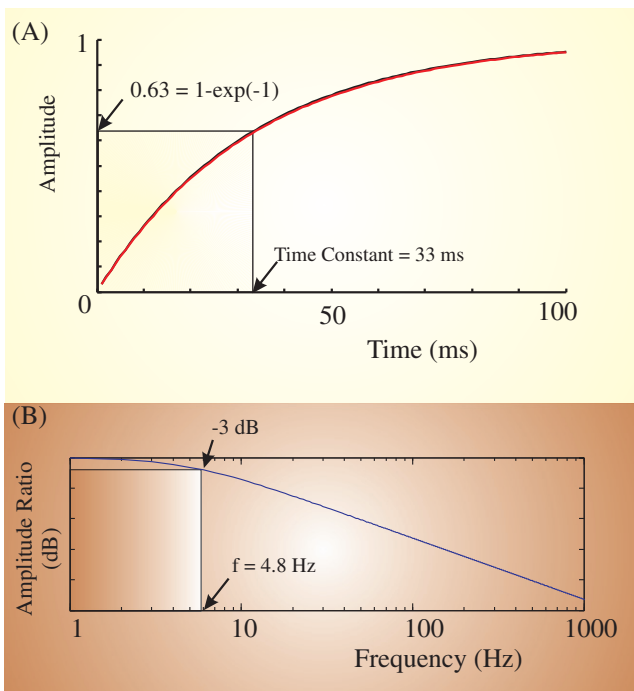 (A)
1
0.63 = 1-exp(-1)
Amplitude
Time Constant = 33 ms
0
50
100
Time (ms)
(B)
-3 dB
Amplitude Ratio
(dB)
f = 4.8 Hz
1
10
100
1000
Frequency (Hz)